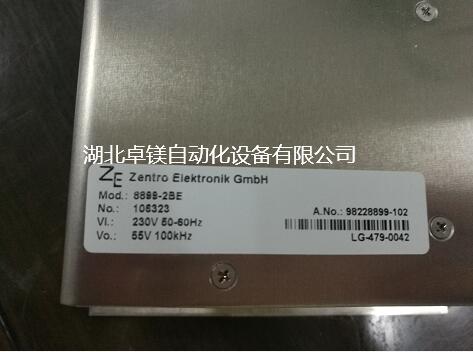 湖北卓镁自动化设备有限公司
ZE Zentro Elektronik GmbH
Mod.: 8899-2BE
No.: 106323 A.No.: 98228899-102
VI.: 230V 50-60Hz
Vo.: 55V 100kHz LG-479-0042